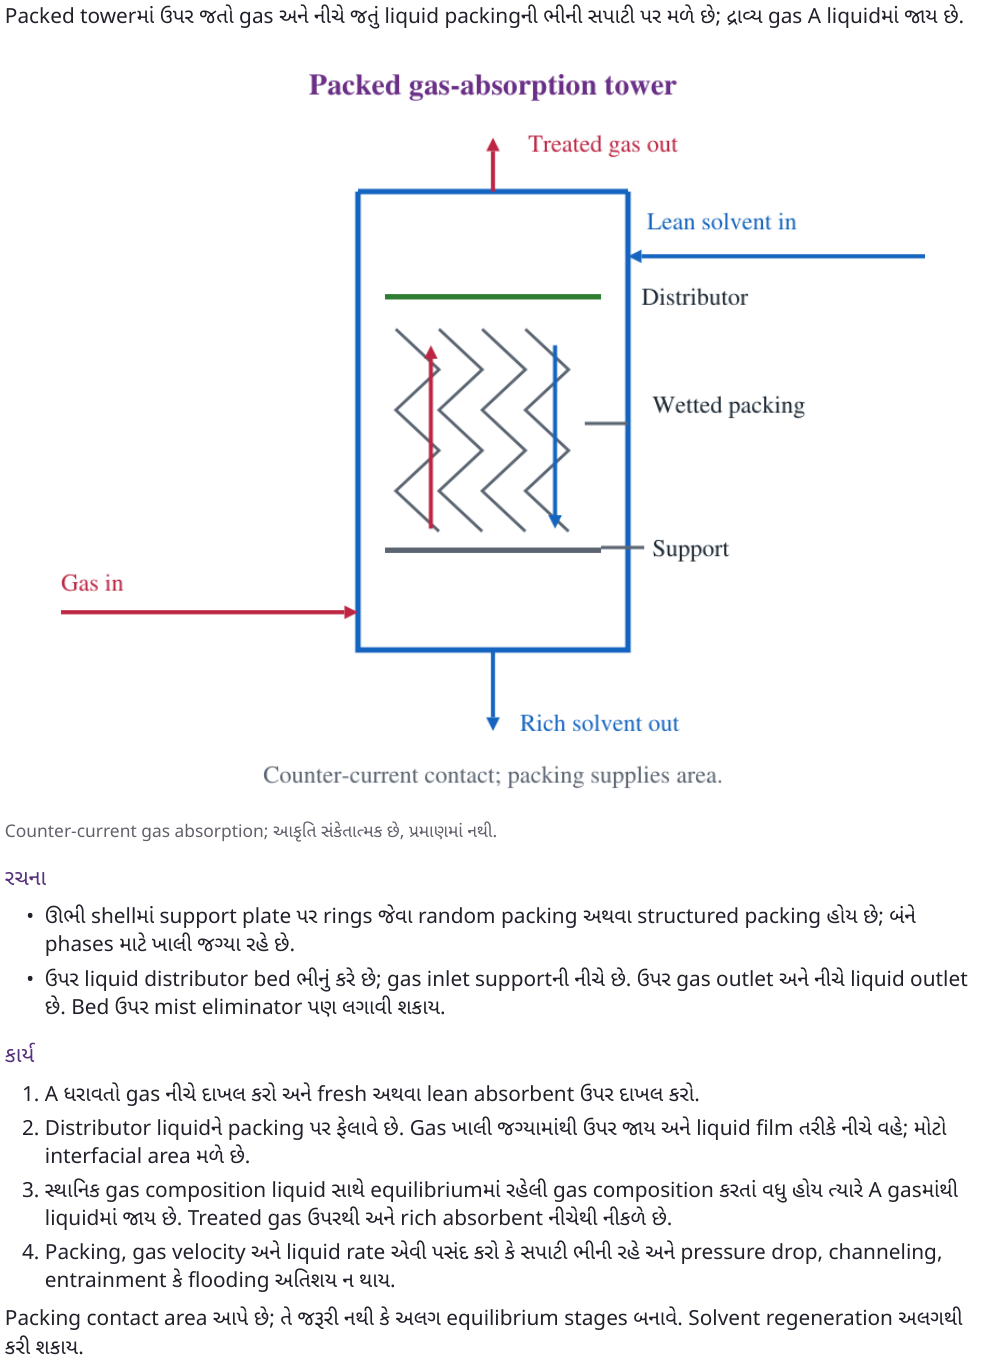 Packed towerમાં ઉપર જતો gas અને નીચે જતું liquid packingની ભીની સપાટી પર મળે છે; દ્રાવ્ય gas A liquidમાં જાય છે.
Packed gas-absorption tower
Treated gas out
Lean solvent in
Distributor
Wetted packing
Support
Gas in
Rich solvent out
Counter-current contact; packing supplies area.
Counter-current gas absorption; આકૃતિ સંકેતાત્મક છે, પ્રમાણમાં નથી.
રચના
• ઊભી shellમાં support plate પર rings જેવા random packing અથવા structured packing હોય છે; બંને
phases માટે ખાલી જગ્યા રહે છે.
• ઉપર liquid distributor bed ભીનું કરે છે; gas inlet supportની નીચે છે. ઉપર gas outlet અને નીચે liquid outlet
છે. Bed ઉપર mist eliminator પણ લગાવી શકાય.
કાર્ય
1. A ધરાવતો gas નીચે દાખલ કરો અને fresh અથવા lean absorbent ઉપર દાખલ કરો.
2. Distributor liquidને packing પર ફેલાવે છે. Gas ખાલી જગ્યામાંથી ઉપર જાય અને liquid film તરીકે નીચે વહે; મોટો
interfacial area મળે છે.
3. સ્થાનિક gas composition liquid સાથે equilibriumમાં રહેલી gas composition કરતાં વધુ હોય ત્યારે A gasમાંથી
liquidમાં જાય છે. Treated gas ઉપરથી અને rich absorbent નીચેથી નીકળે છે.
4. Packing, gas velocity અને liquid rate એવી પસંદ કરો કે સપાટી ભીની રહે અને pressure drop, channeling,
entrainment કે flooding અતિશય ન થાય.
Packing contact area આપે છે; તે જરૂરી નથી કે અલગ equilibrium stages બનાવે. Solvent regeneration અલગથી
કરી શકાય.